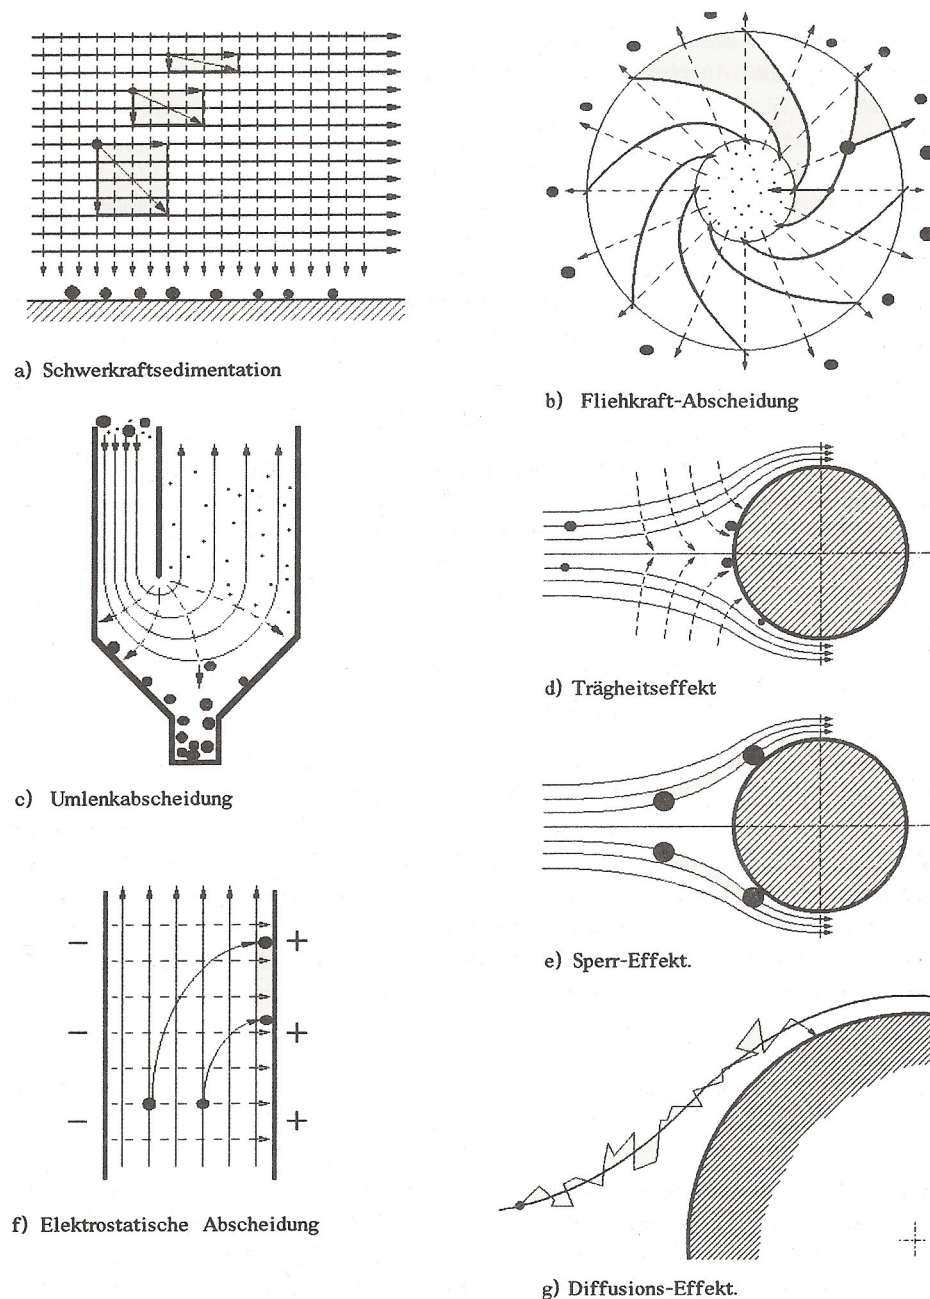 a) Schwerkraftsedimentation
b) Fliehkraft-Abscheidung
c) Umlenkabscheidung
d) Trägheitseffekt
e) Sperr-Effekt.
− +
− +
− +
f) Elektrostatische Abscheidung
g) Diffusions-Effekt.